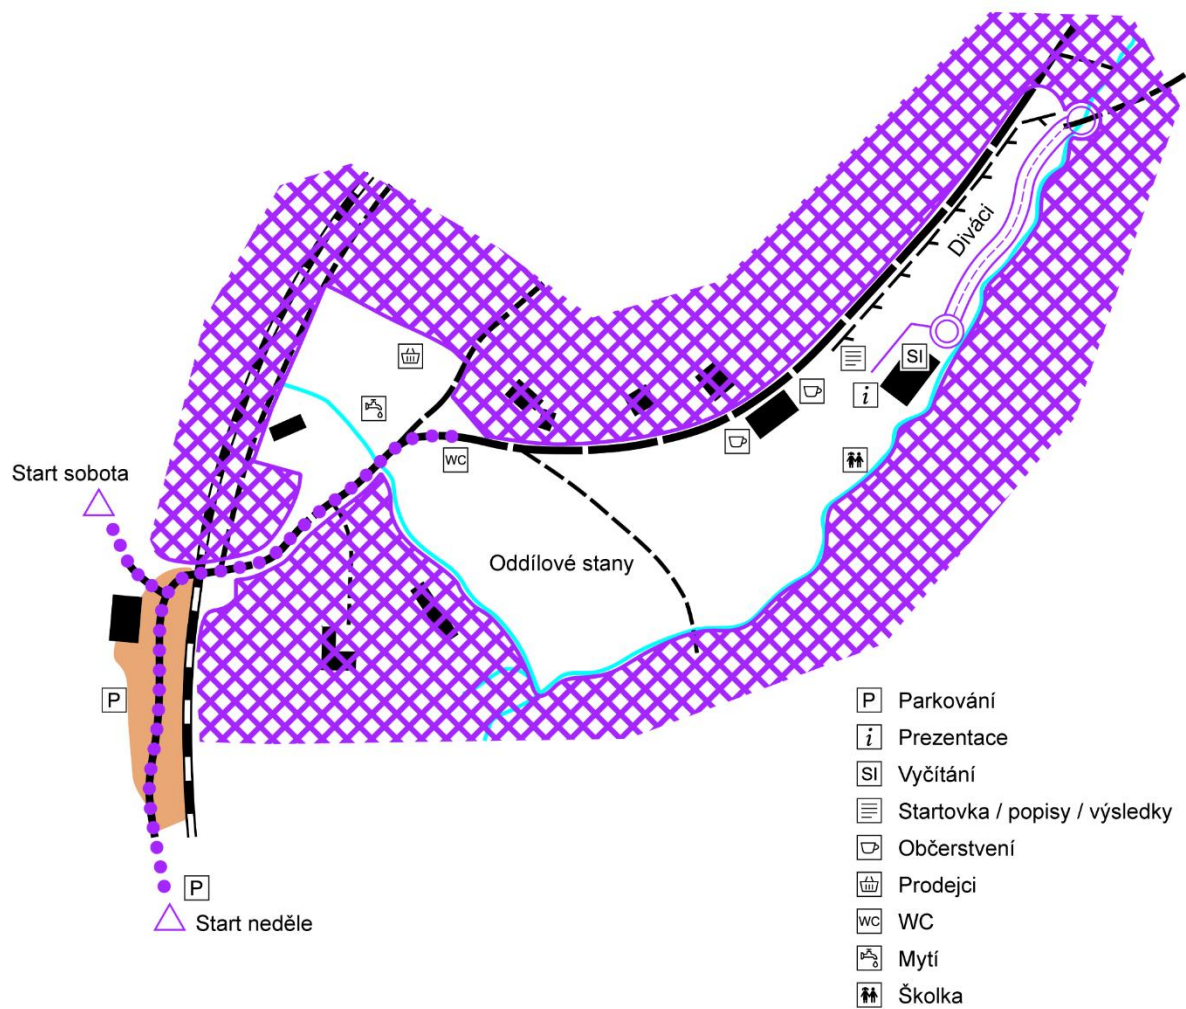 Diváci
SI
i
WC
Start sobota
Oddílové stany
P
P
Start neděle
P Parkování
i Prezentace
SI Vyčítání
Startovka / popisy / výsledky
Občerstvení
Prodejci
WC WC
Mytí
Školka